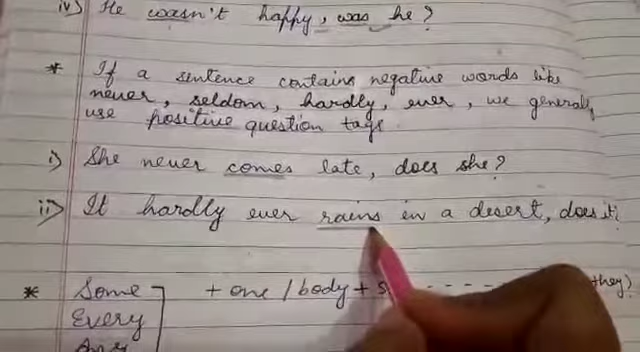 iv) He wasn't happy, was he?
* If a sentence contains negative words like
never, seldom, hardly, ever, we generally
use positive question tags.
i) She never comes late, does she?
ii) It hardly ever rains in a desert, does it?
* Some + one / body + s - - - - they)
Every
Any